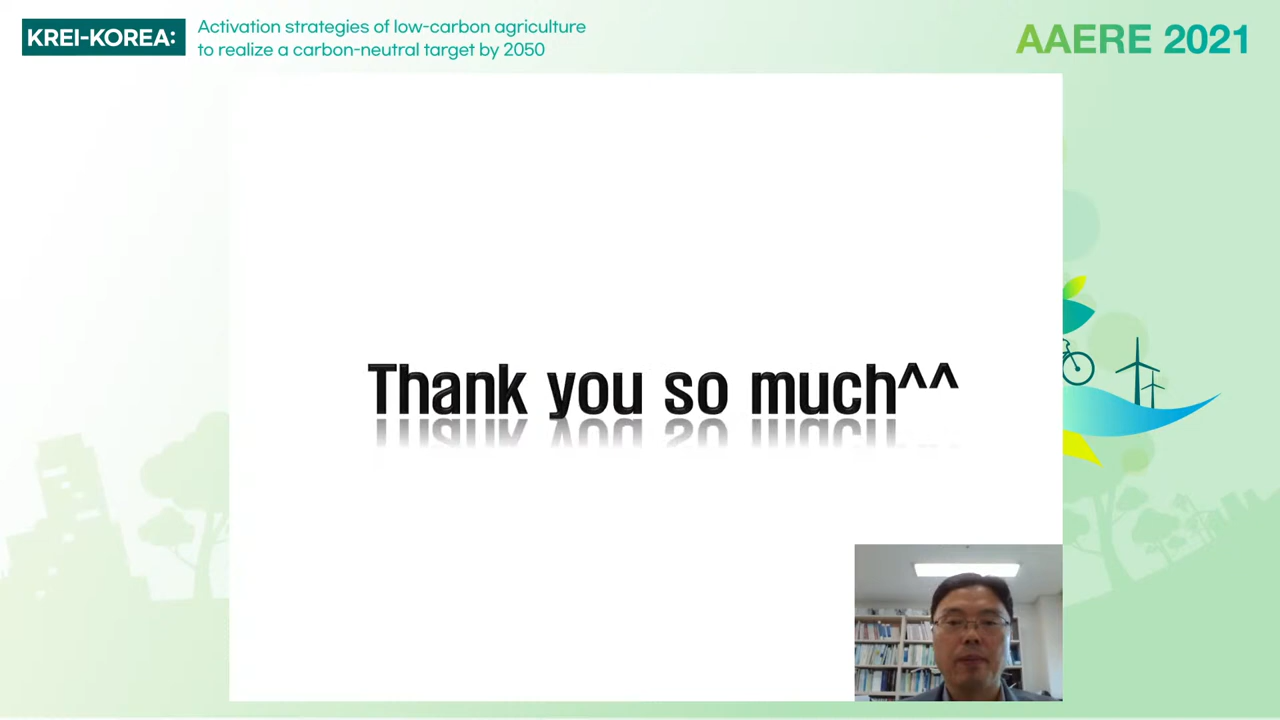 KREI-KOREA:
Activation strategies of low-carbon agriculture
to realize a carbon-neutral target by 2050
AAERE 2021
Thank you so much^^